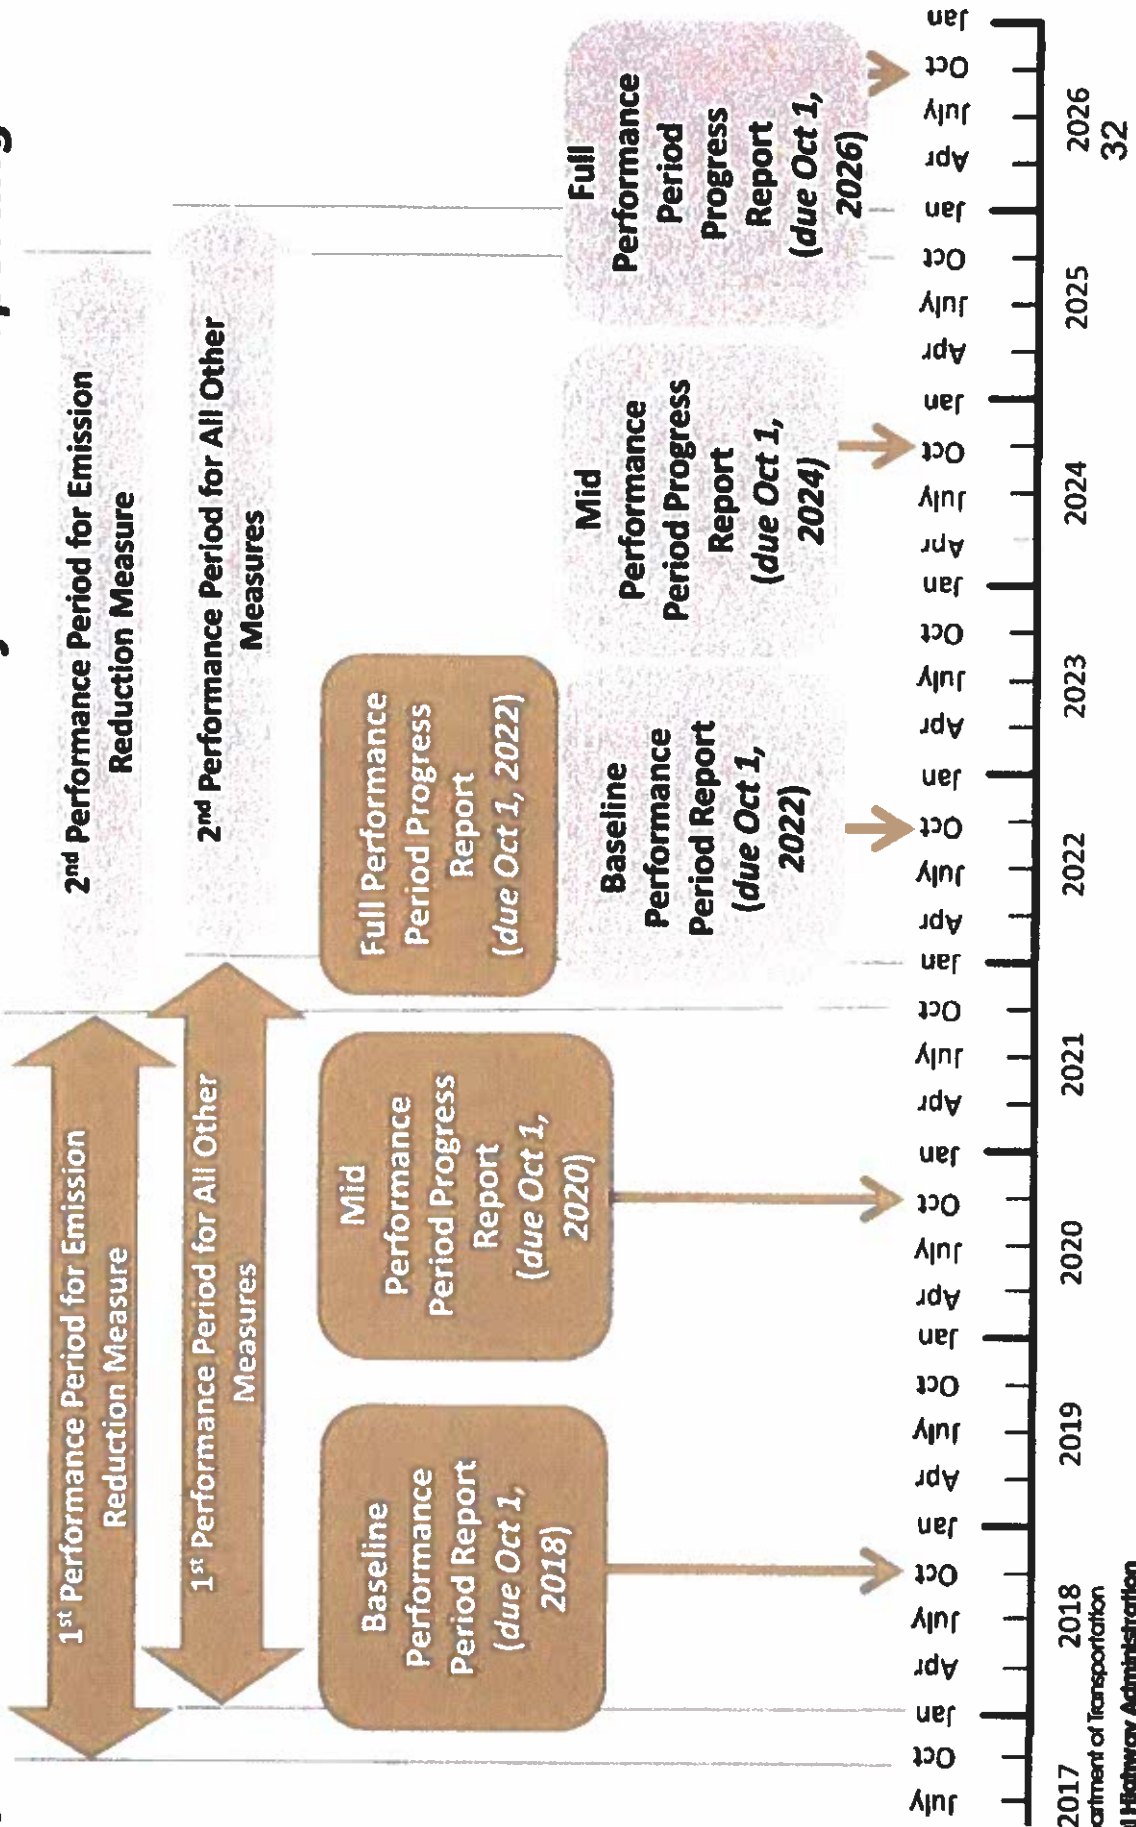 1st Performance Period for Emission
Reduction Measure
2nd Performance Period for Emission
Reduction Measure
1st Performance Period for All Other
Measures
2nd Performance Period for All Other
Measures
Baseline
Performance
Period Report
(due Oct 1,
2018)
Mid
Performance
Period Progress
Report
(due Oct 1,
2020)
Full Performance
Period Progress
Report
(due Oct 1, 2022)
Baseline
Performance
Period Report
(due Oct 1,
2022)
Mid
Performance
Period Progress
Report
(due Oct 1,
2024)
Full
Performance
Period
Progress
Report
(due Oct 1,
2026)
July Oct Jan Apr July Oct Jan Apr July Oct Jan Apr July Oct Jan Apr July Oct Jan Apr July Oct Jan Apr July Oct Jan Apr July Oct Jan Apr July Oct Jan Apr July Oct Jan
2017 2018 2019 2020 2021 2022 2023 2024 2025 2026
artment of Transportation
al Highway Administration
32